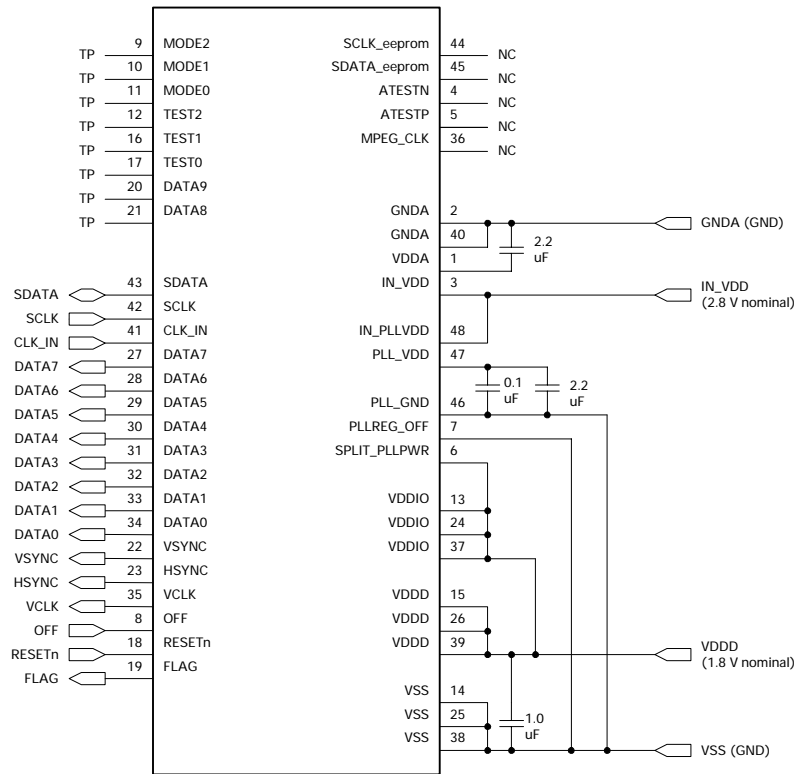 TP 9 MODE2
TP 10 MODE1
TP 11 MODE0
TP 12 TEST2
TP 16 TEST1
TP 17 TEST0
TP 20 DATA9
TP 21 DATA8
SDATA 43 SDATA
SCLK 42 SCLK
CLK_IN 41 CLK_IN
DATA7 27 DATA7
DATA6 28 DATA6
DATA5 29 DATA5
DATA4 30 DATA4
DATA3 31 DATA3
DATA2 32 DATA2
DATA1 33 DATA1
DATA0 34 DATA0
VSYNC 22 VSYNC
HSYNC 23 HSYNC
VCLK 35 VCLK
OFF 8 OFF
RESETn 18 RESETn
FLAG 19 FLAG
SCLK_eeprom 44 NC
SDATA_eeprom 45 NC
ATESTN 4 NC
ATESTP 5 NC
MPEG_CLK 36 NC
GNDA 2 GNDA (GND)
GNDA 40
2.2
uF
VDDA 1
IN_VDD 3 IN_VDD
(2.8 V nominal)
IN_PLLVDD 48
PLL_VDD 47
0.1
uF
2.2
uF
PLL_GND 46
PLLREG_OFF 7
SPLIT_PLLPWR 6
VDDIO 13
VDDIO 24
VDDIO 37
VDDD 15
VDDD 26
VDDD 39 VDDD
(1.8 V nominal)
VSS 14
VSS 25
1.0
uF
VSS 38 VSS (GND)